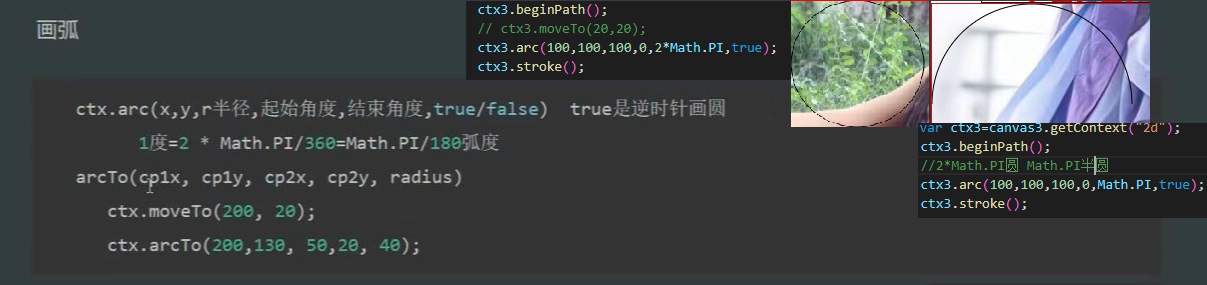 画弧
ctx.arc(x,y,r半径,起始角度,结束角度,true/false)  true是逆时针画圆
1度=2 * Math.PI/360=Math.PI/180弧度
arcTo(cp1x, cp1y, cp2x, cp2y, radius)
ctx.moveTo(200, 20);
ctx.arcTo(200,130, 50,20, 40);
ctx3.beginPath();
// ctx3.moveTo(20,20);
ctx3.arc(100,100,100,0,2*Math.PI,true);
ctx3.stroke();
var ctx3=canvas3.getContext("2d");
ctx3.beginPath();
//2*Math.PI圆 Math.PI半圆
ctx3.arc(100,100,100,0,Math.PI,true);
ctx3.stroke();